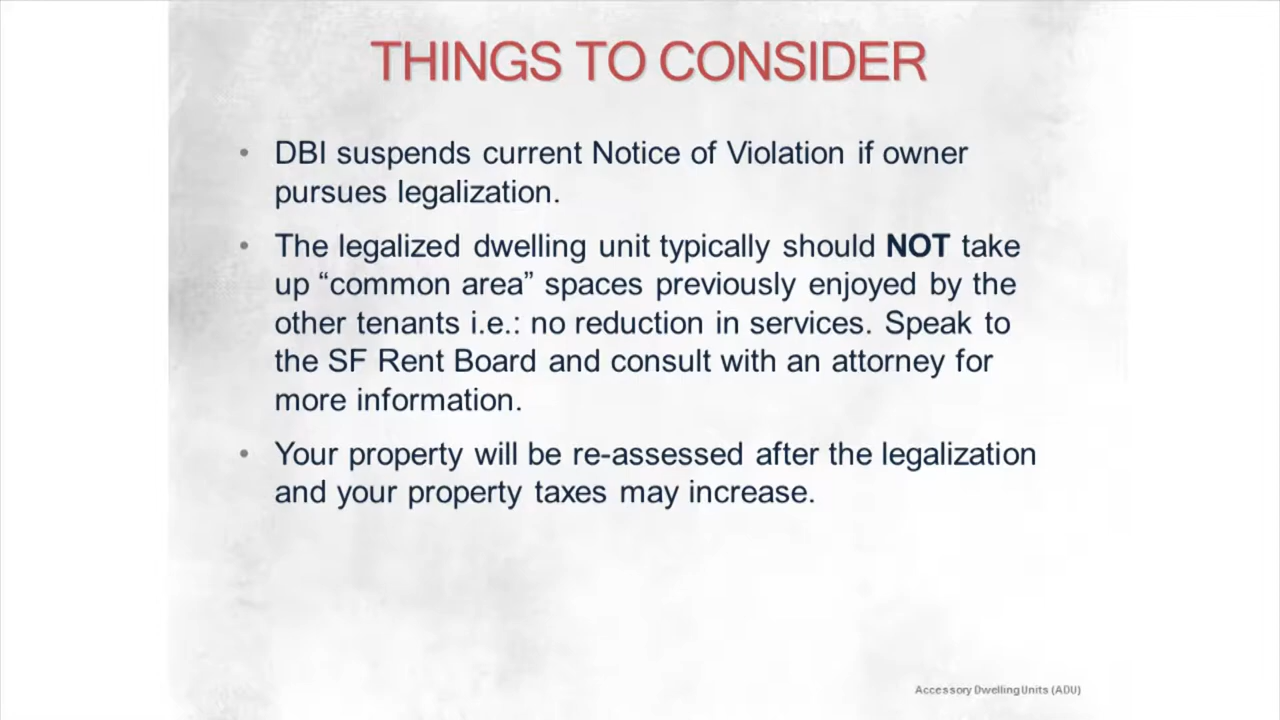 THINGS TO CONSIDER
• DBI suspends current Notice of Violation if owner
pursues legalization.
• The legalized dwelling unit typically should NOT take
up “common area” spaces previously enjoyed by the
other tenants i.e.: no reduction in services. Speak to
the SF Rent Board and consult with an attorney for
more information.
• Your property will be re-assessed after the legalization
and your property taxes may increase.
Accessory Dwelling Units (ADU)